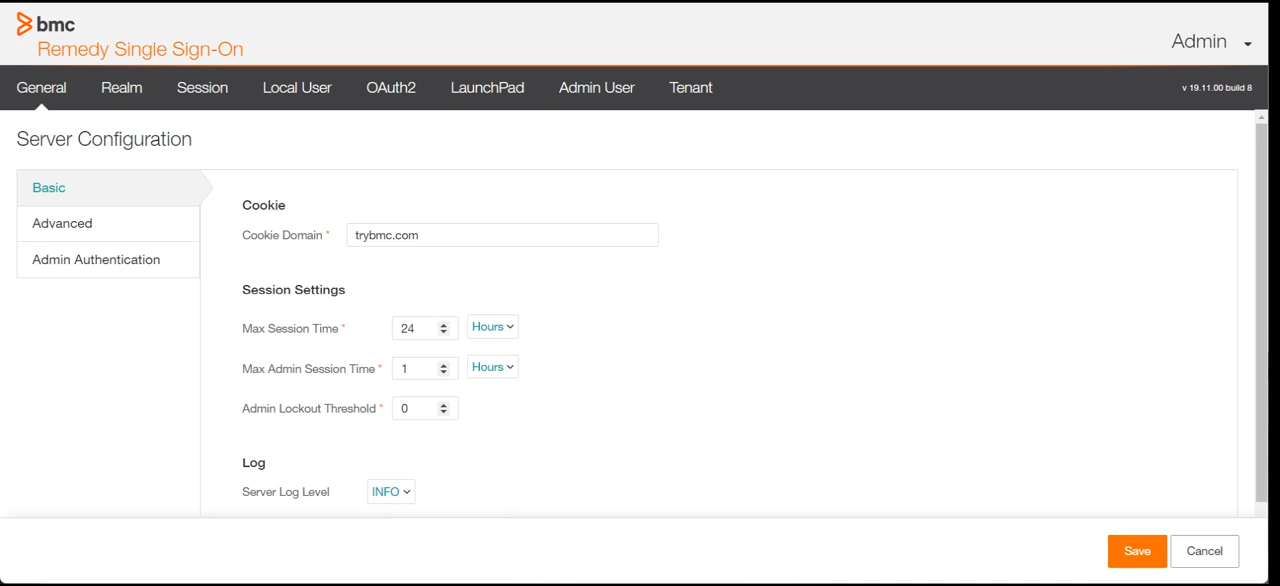 bmc
Remedy Single Sign-On
Admin
General Realm Session Local User OAuth2 LaunchPad Admin User Tenant v 19.11.00 build 8
Server Configuration
Basic
Advanced
Admin Authentication
Cookie
Cookie Domain * trybmc.com
Session Settings
Max Session Time * 24 Hours
Max Admin Session Time * 1 Hours
Admin Lockout Threshold * 0
Log
Server Log Level INFO
Save Cancel